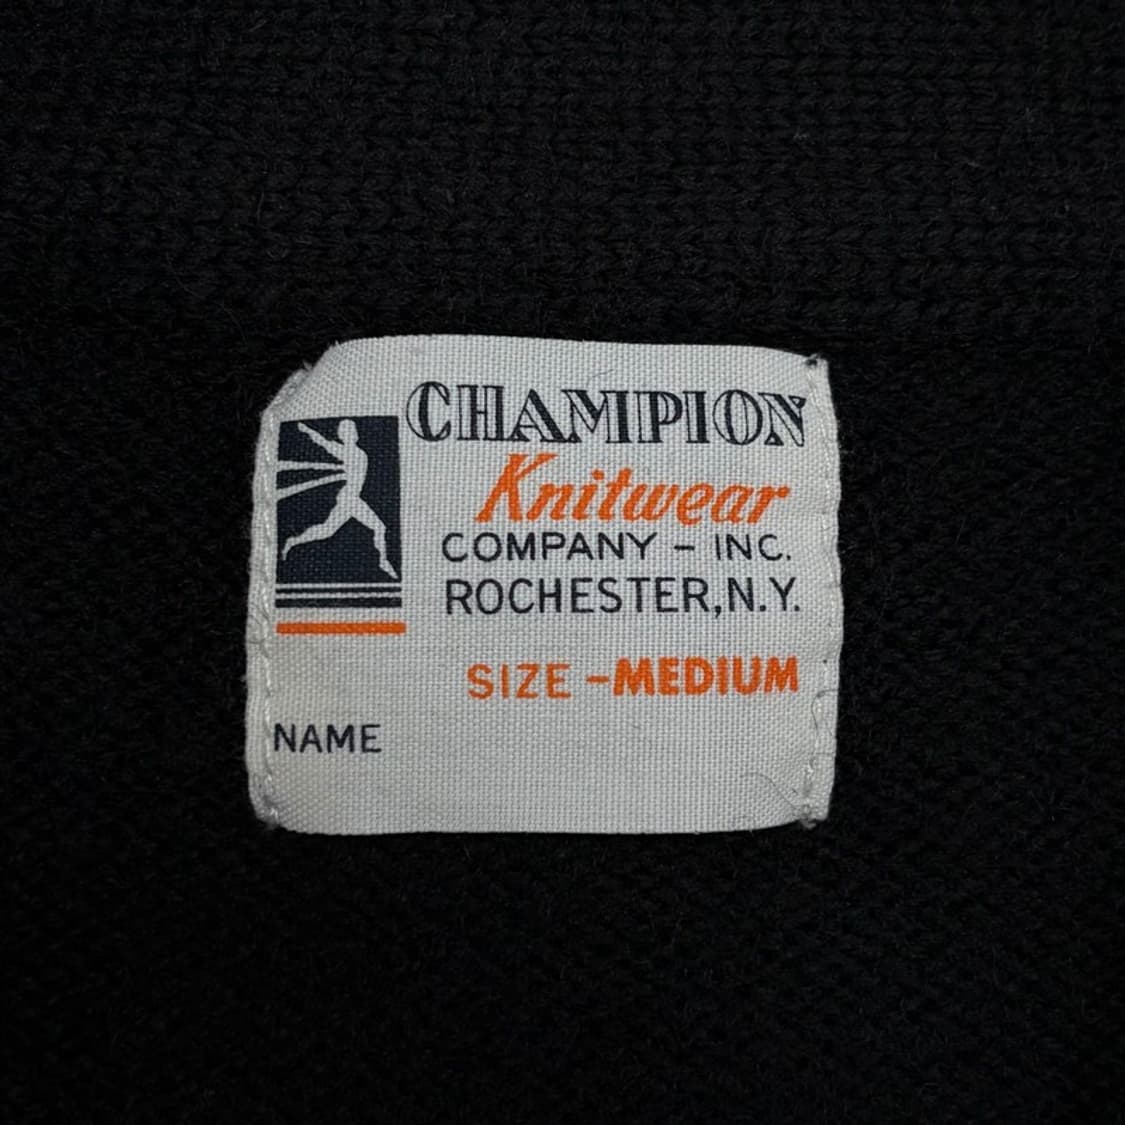 CHAMPION
Knitwear
COMPANY - INC.
ROCHESTER, N.Y.
SIZE -MEDIUM
NAME